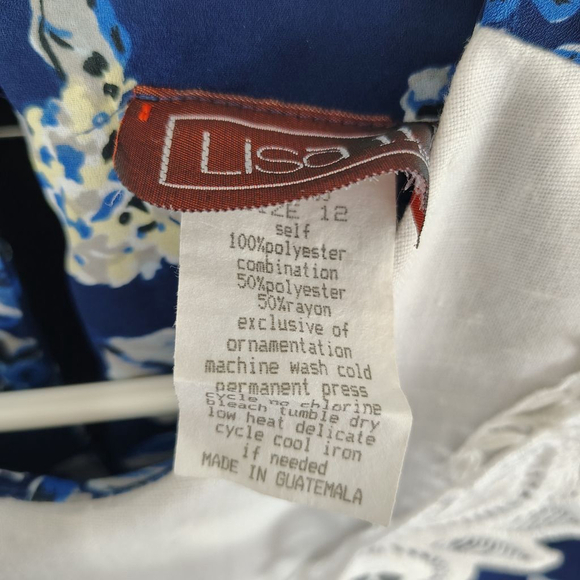 Lisa
12
self
100%polyester
combination
50%polyester
50%rayon
exclusive of
ornamentation
machine wash cold
permanent press
cycle no chlorine
bleach tumble dry
low heat delicate
cycle cool iron
if needed
MADE IN GUATEMALA